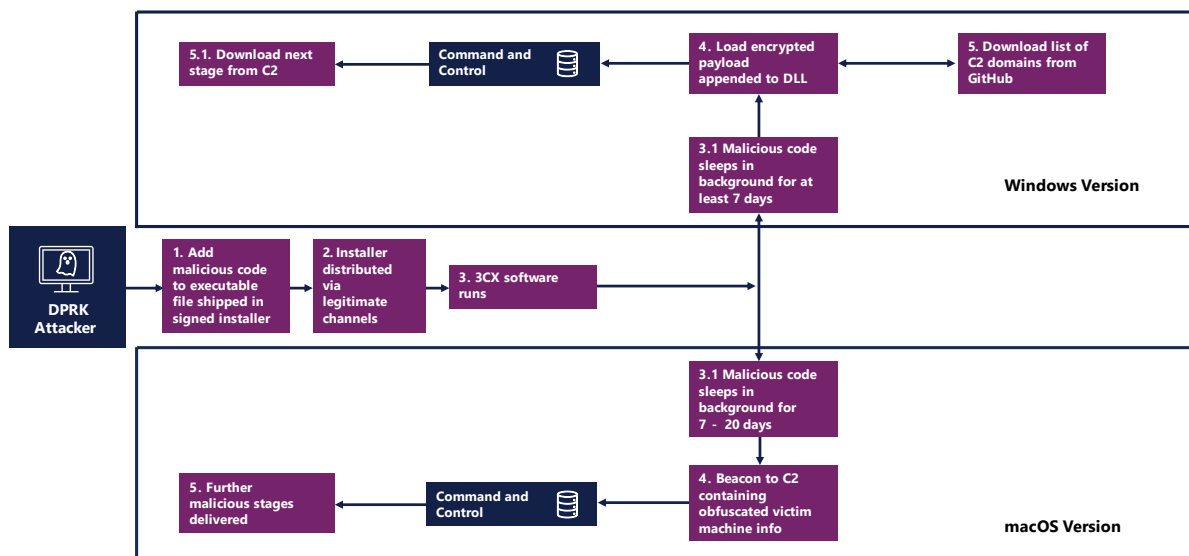 5.1. Download next
stage from C2
Command and
Control
4. Load encrypted
payload
appended to DLL
5. Download list of
C2 domains from
GitHub
3.1 Malicious code
sleeps in
background for at
least 7 days
Windows Version
DPRK
Attacker
1. Add
malicious code
to executable
file shipped in
signed installer
2. Installer
distributed
via
legitimate
channels
3. 3CX software
runs
3.1 Malicious code
sleeps in
background for
7 - 20 days
5. Further
malicious stages
delivered
Command and
Control
4. Beacon to C2
containing
obfuscated victim
machine info
macOS Version